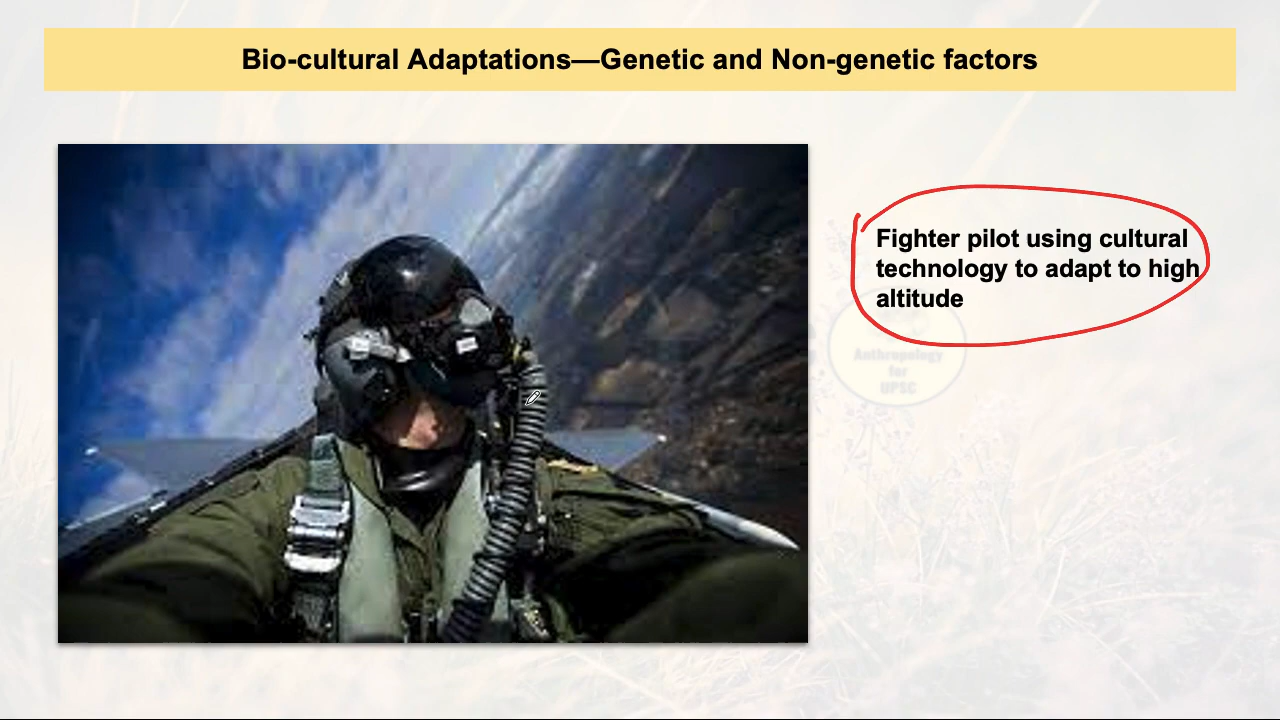 Bio-cultural Adaptations—Genetic and Non-genetic factors
Fighter pilot using cultural
technology to adapt to high
altitude
Anthropology
for
UPSC